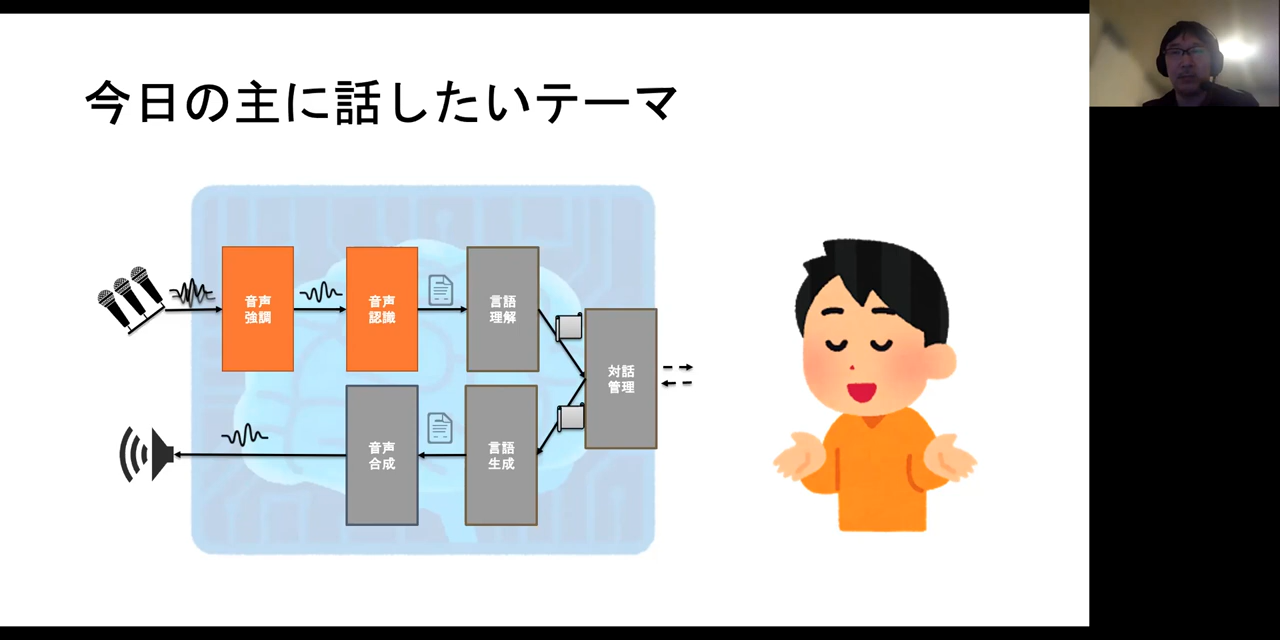 今日の主に話したいテーマ
音声
強調
音声
認識
言語
理解
対話
管理
音声
合成
言語
生成